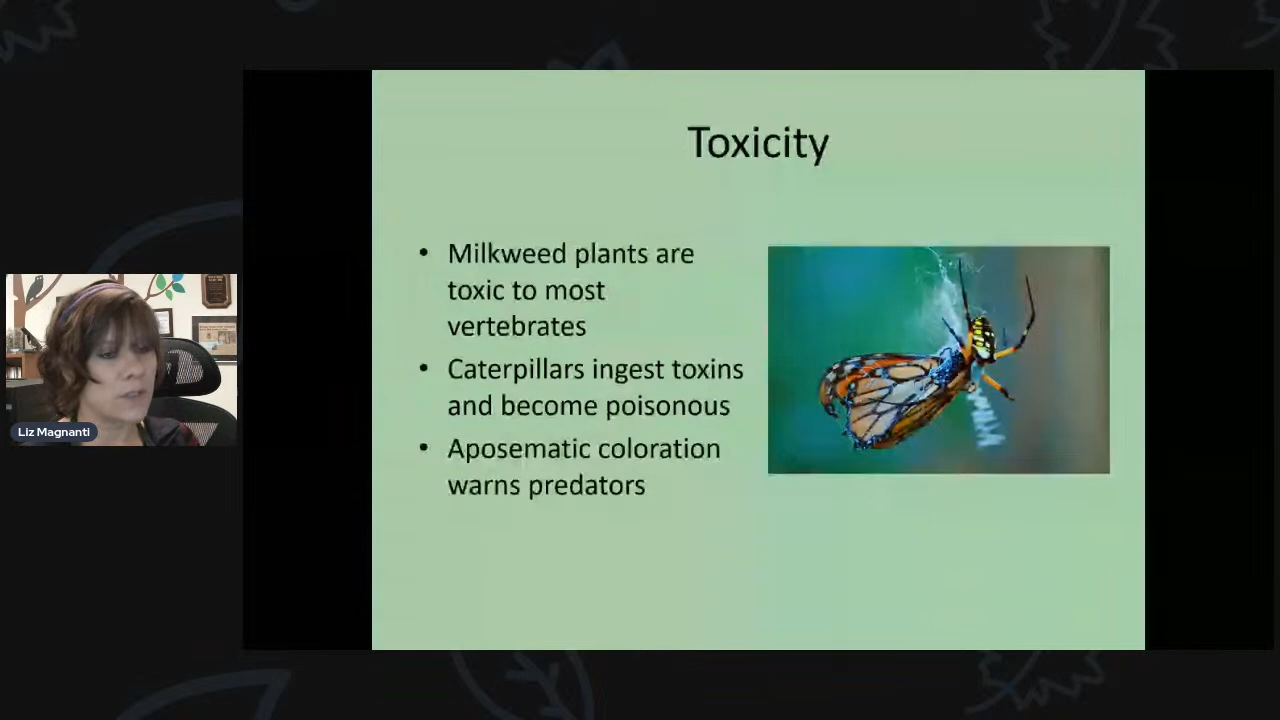 Toxicity
• Milkweed plants are
toxic to most
vertebrates
• Caterpillars ingest toxins
and become poisonous
• Aposematic coloration
warns predators
Liz Magnanti